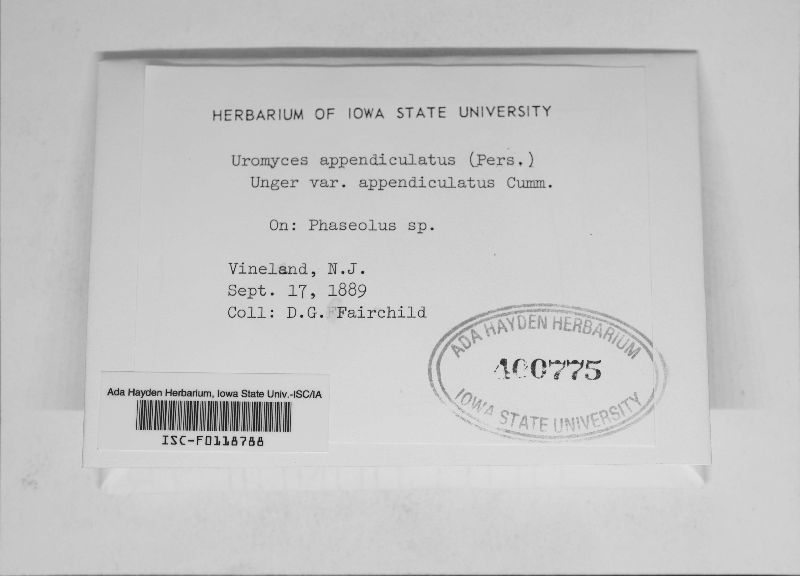 HERBARIUM OF IOWA STATE UNIVERSITY
Uromyces appendiculatus (Pers.)
Unger var. appendiculatus Cumm.
On: Phaseolus sp.
Vineland, N.J.
Sept. 17, 1889
Coll: D.G. Fairchild
ADA HAYDEN HERBARIUM
400775
IOWA STATE UNIVERSITY
Ada Hayden Herbarium, Iowa State Univ.-ISC/IA
ISC-F0118788